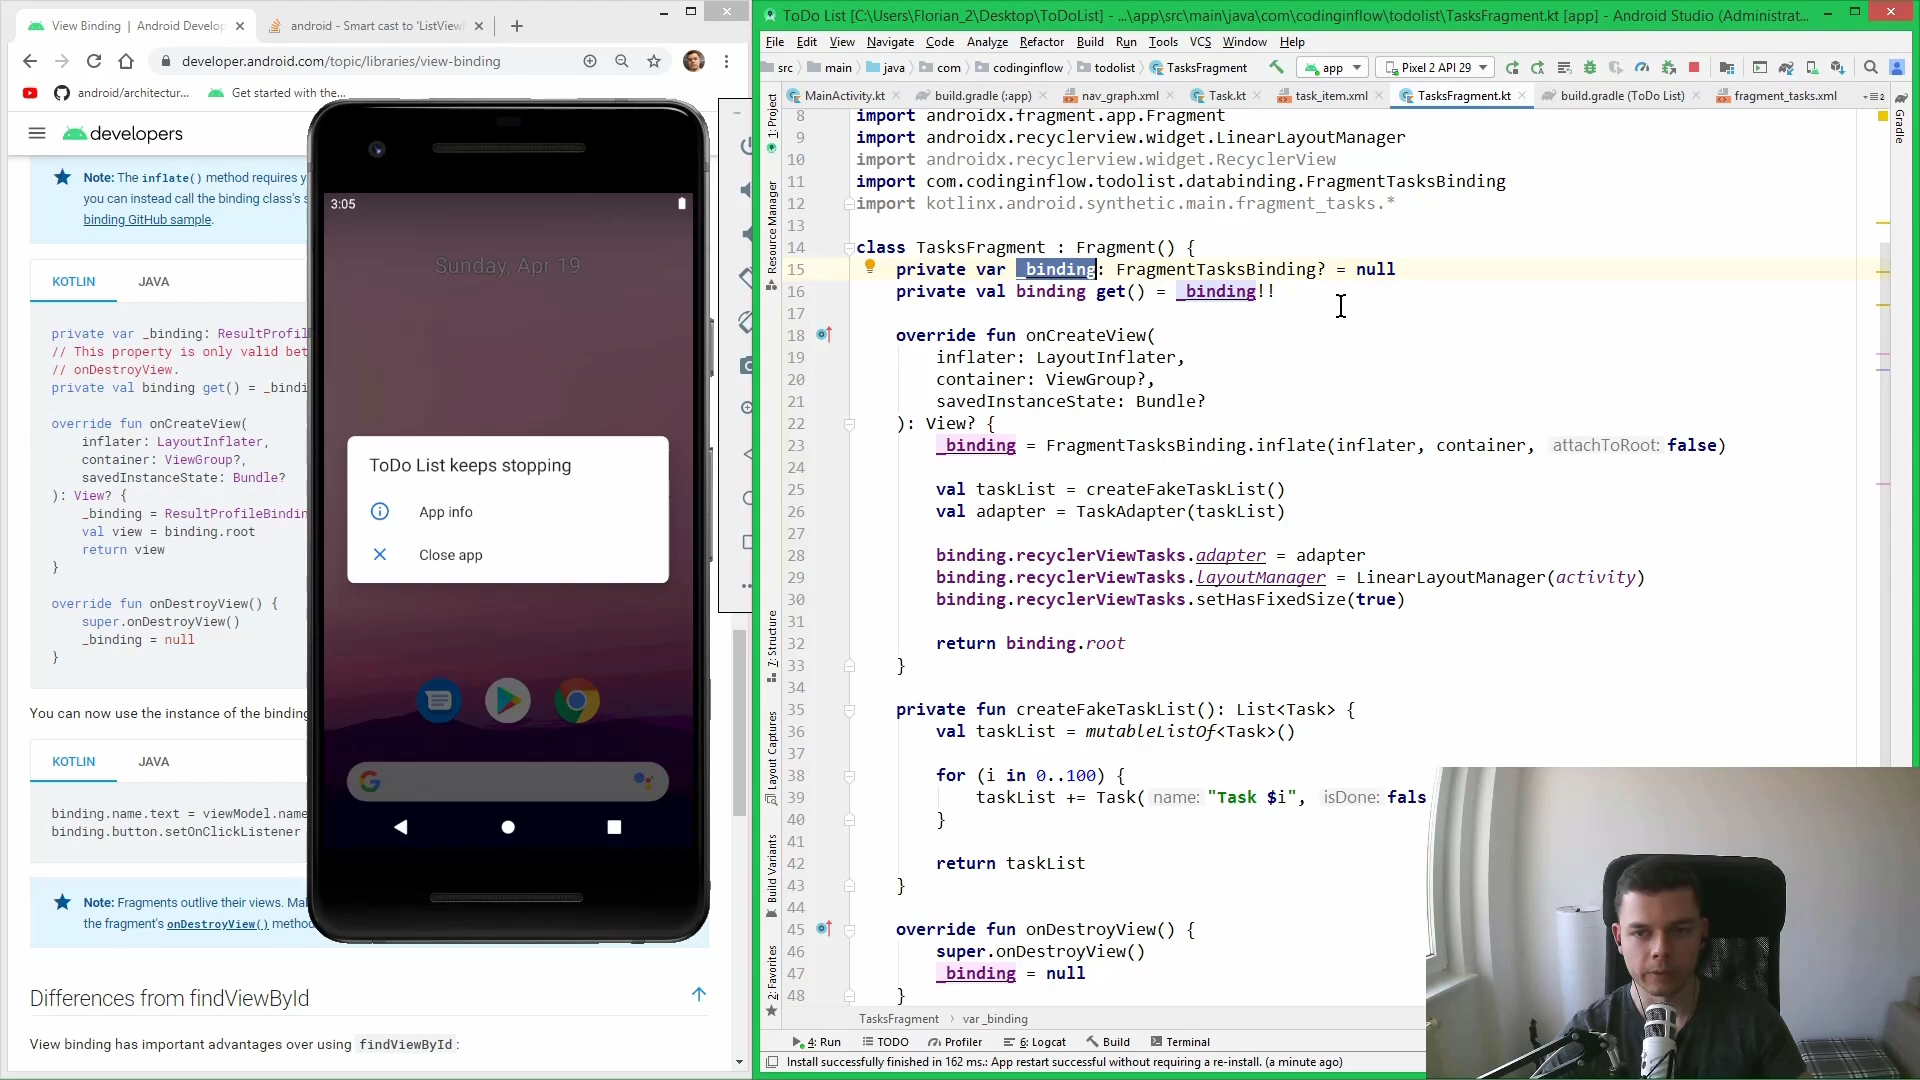 View Binding | Android Develo
android - Smart cast to 'ListView
developer.android.com/topic/libraries/view-binding
android/architectur...
Get started with the...
developers
Note: The inflate() method requires y
you can instead call the binding class's s
binding GitHub sample.
KOTLIN
JAVA
private var _binding: ResultProfil
// This property is only valid bet
// onDestroyView.
private val binding get() = _bindi
override fun onCreateView(
inflater: LayoutInflater,
container: ViewGroup?,
savedInstanceState: Bundle?
): View? {
_binding = ResultProfileBindin
val view = binding.root
return view
}
override fun onDestroyView() {
super.onDestroyView()
_binding = null
}
You can now use the instance of the binding
KOTLIN
JAVA
binding.name.text = viewModel.name
binding.button.setOnClickListener
Note: Fragments outlive their views. Mak
the fragment's onDestroyView() metho
Differences from findViewById
View binding has important advantages over using findViewById:
3:05
Sunday, Apr 19
ToDo List keeps stopping
App info
Close app
ToDo List [C:\Users\Florian_2\Desktop\ToDoList] - ...\app\src\main\java\com\codinginflow\todolist\TasksFragment.kt [app] - Android Studio (Administrat...
File Edit View Navigate Code Analyze Refactor Build Run Tools VCS Window Help
src main java com codinginflow todolist TasksFragment
app
Pixel 2 API 29
MainActivity.kt build.gradle (:app) nav_graph.xml Task.kt task_item.xml TasksFragment.kt build.gradle (ToDo List) fragment_tasks.xml
1: Project
Resource Manager
7: Structure
Layout Captures
Build Variants
2: Favorites
Gradle
8 import androidx.fragment.app.Fragment
9 import androidx.recyclerview.widget.LinearLayoutManager
10 import androidx.recyclerview.widget.RecyclerView
11 import com.codinginflow.todolist.databinding.FragmentTasksBinding
12 import kotlinx.android.synthetic.main.fragment_tasks.*
13
14 class TasksFragment : Fragment() {
15 private var _binding: FragmentTasksBinding? = null
16 private val binding get() = _binding!!
17
18 override fun onCreateView(
19 inflater: LayoutInflater,
20 container: ViewGroup?,
21 savedInstanceState: Bundle?
22 ): View? {
23 _binding = FragmentTasksBinding.inflate(inflater, container, attachToRoot: false)
24
25 val taskList = createFakeTaskList()
26 val adapter = TaskAdapter(taskList)
27
28 binding.recyclerViewTasks.adapter = adapter
29 binding.recyclerViewTasks.layoutManager = LinearLayoutManager(activity)
30 binding.recyclerViewTasks.setHasFixedSize(true)
31
32 return binding.root
33 }
34
35 private fun createFakeTaskList(): List<Task> {
36 val taskList = mutableListOf<Task>()
37
38 for (i in 0..100) {
39 taskList += Task( name: "Task $i", isDone: fals
40 }
41
42 return taskList
43 }
44
45 override fun onDestroyView() {
46 super.onDestroyView()
47 _binding = null
48 }
TasksFragment var _binding
4: Run TODO Profiler 6: Logcat Build Terminal
Install successfully finished in 162 ms.: App restart successful without requiring a re-install. (a minute ago)